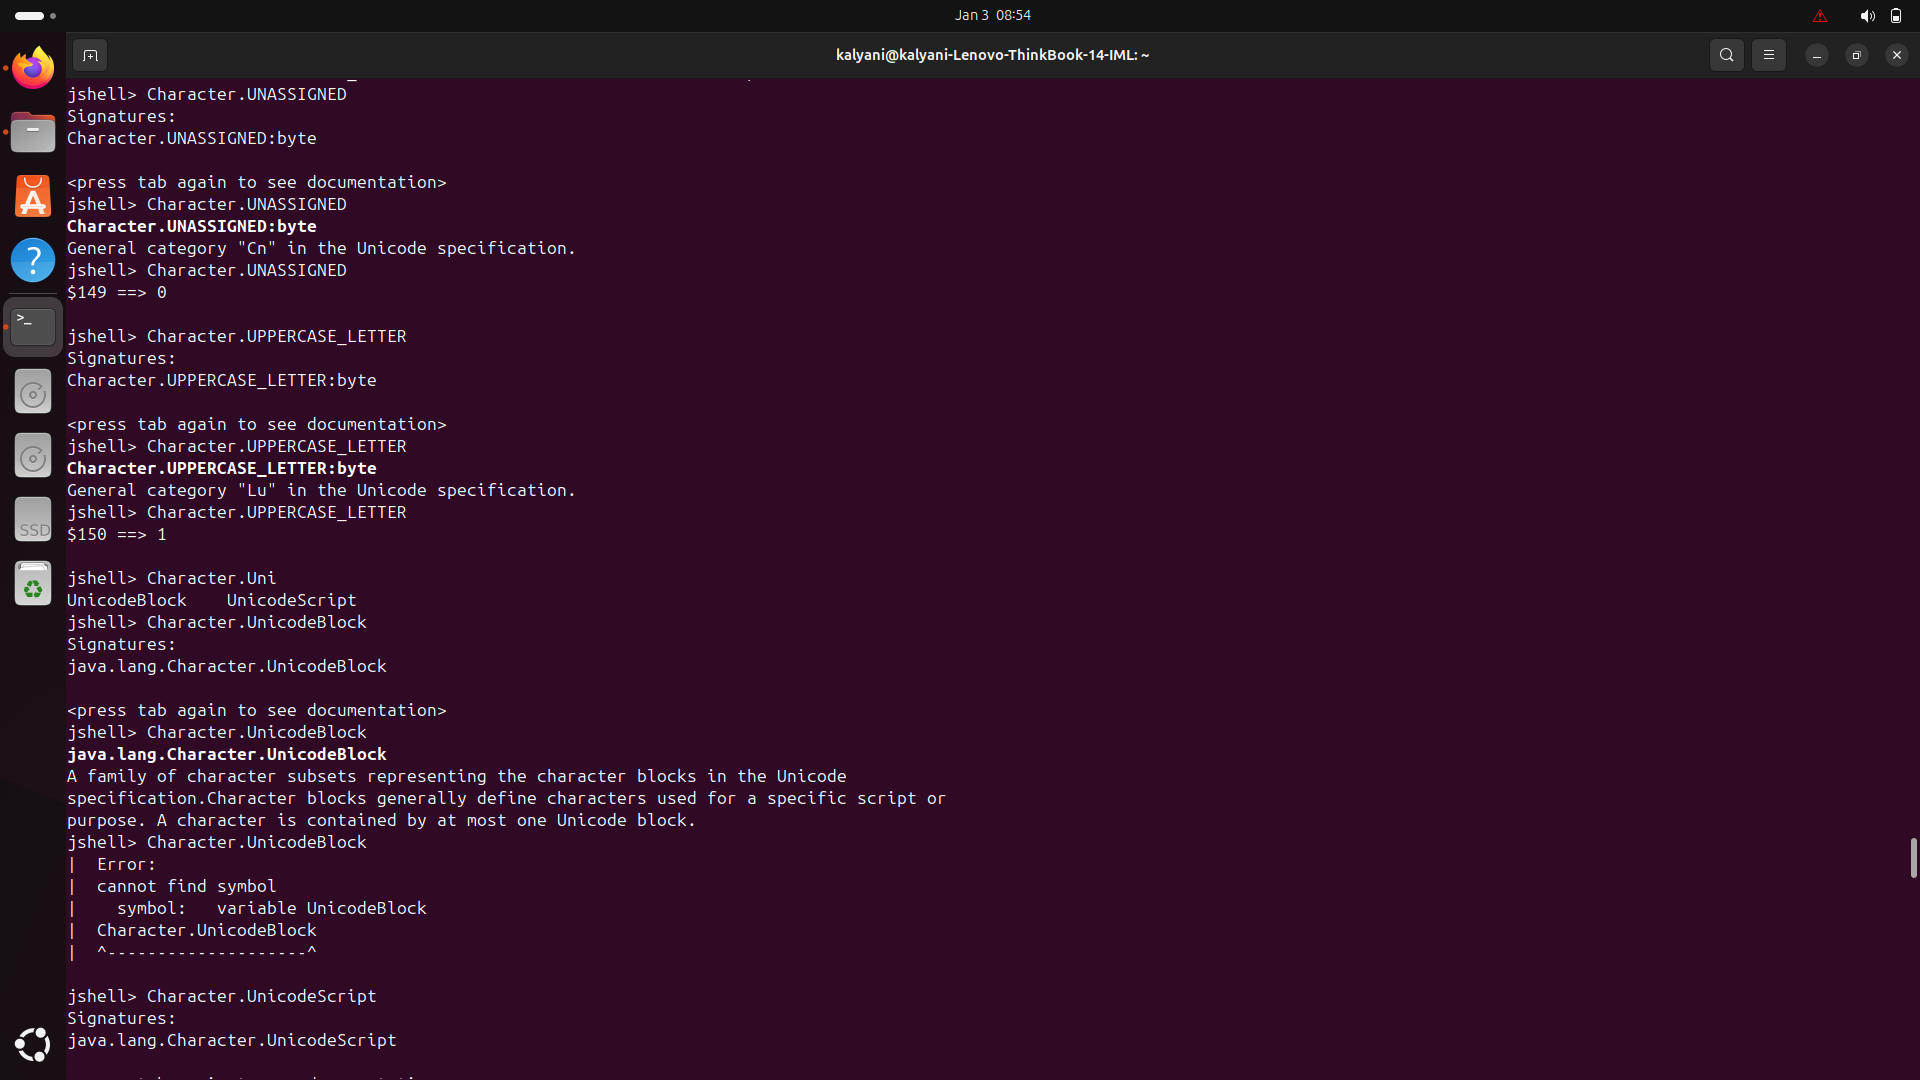 Jan 3  08:54
kalyani@kalyani-Lenovo-ThinkBook-14-IML: ~
jshell> Character.UNASSIGNED
Signatures:
Character.UNASSIGNED:byte

<press tab again to see documentation>
jshell> Character.UNASSIGNED
Character.UNASSIGNED:byte
General category "Cn" in the Unicode specification.
jshell> Character.UNASSIGNED
$149 ==> 0

jshell> Character.UPPERCASE_LETTER
Signatures:
Character.UPPERCASE_LETTER:byte

<press tab again to see documentation>
jshell> Character.UPPERCASE_LETTER
Character.UPPERCASE_LETTER:byte
General category "Lu" in the Unicode specification.
jshell> Character.UPPERCASE_LETTER
$150 ==> 1

jshell> Character.Uni
UnicodeBlock    UnicodeScript
jshell> Character.UnicodeBlock
Signatures:
java.lang.Character.UnicodeBlock

<press tab again to see documentation>
jshell> Character.UnicodeBlock
java.lang.Character.UnicodeBlock
A family of character subsets representing the character blocks in the Unicode
specification.Character blocks generally define characters used for a specific script or
purpose. A character is contained by at most one Unicode block.
jshell> Character.UnicodeBlock
|  Error:
|  cannot find symbol
|    symbol:   variable UnicodeBlock
|  Character.UnicodeBlock
|  ^--------------------^

jshell> Character.UnicodeScript
Signatures:
java.lang.Character.UnicodeScript
SSD